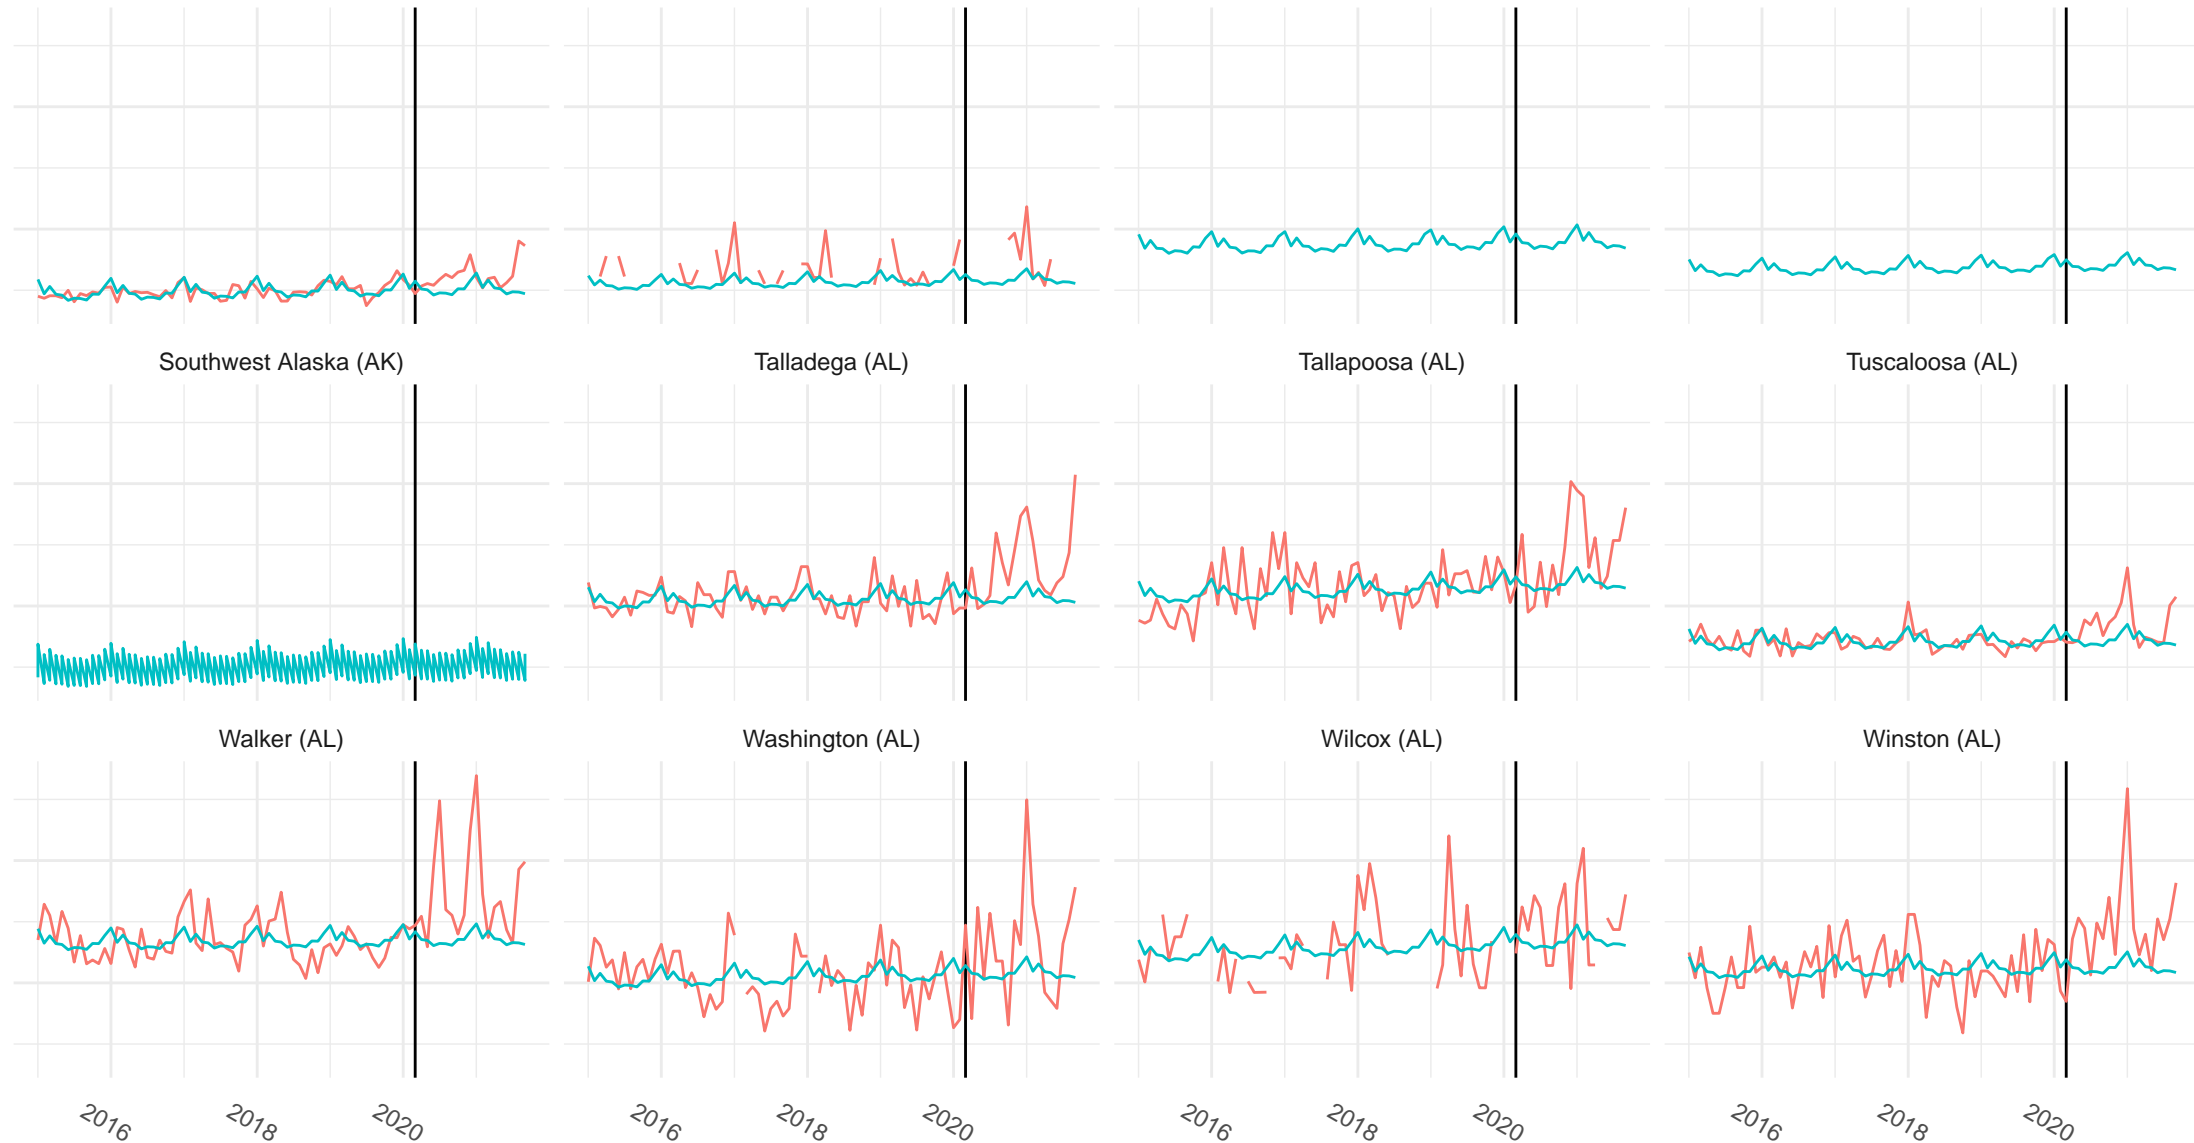 Southwest Alaska (AK) Talladega (AL) Tallapoosa (AL) Tuscaloosa (AL)
Walker (AL) Washington (AL) Wilcox (AL) Winston (AL)
2016 2018 2020 2016 2018 2020 2016 2018 2020 2016 2018 2020